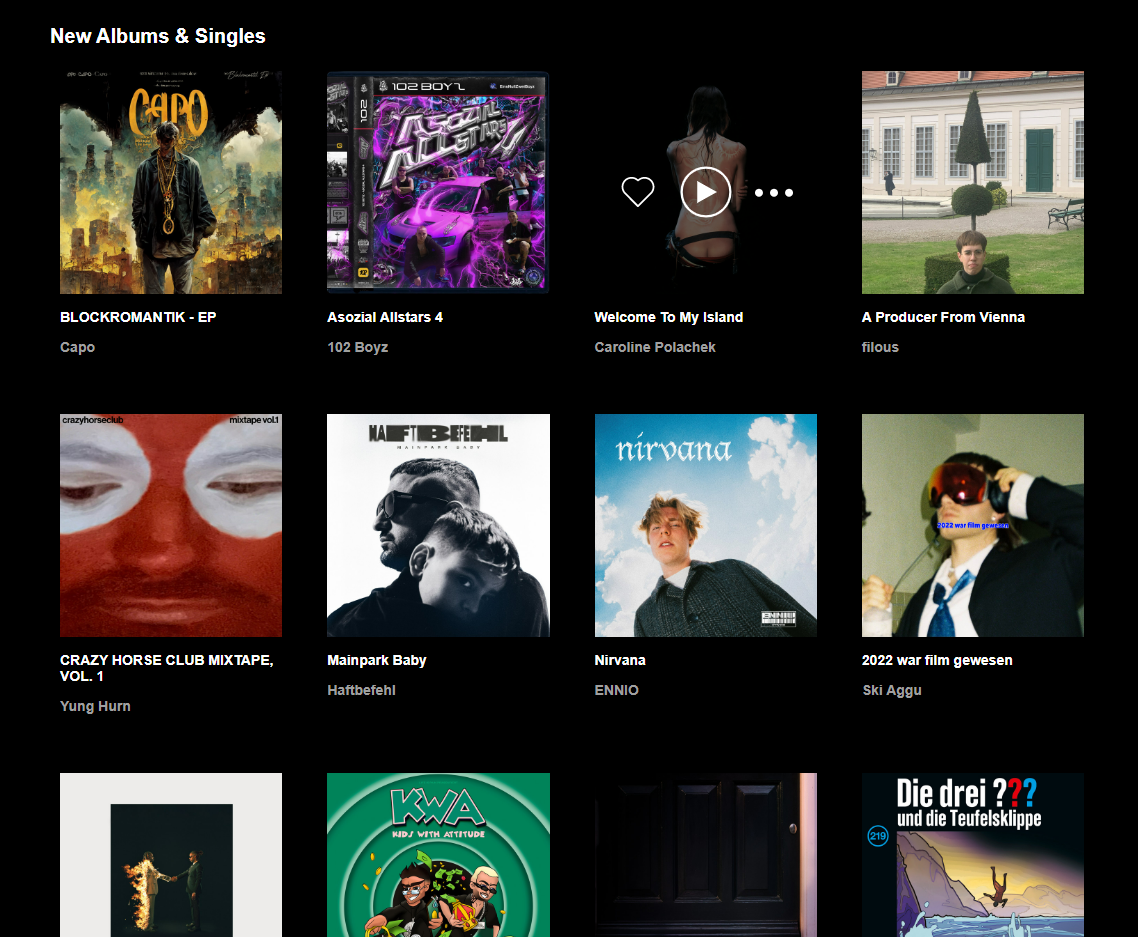 New Albums & Singles
CAPO
BLOCKROMANTIK - EP
Capo
102 BOYZ
102
ASOZIAL
ALLSTARS 4
Asozial Allstars 4
102 Boyz
Welcome To My Island
Caroline Polachek
A Producer From Vienna
filous
crazyhorseclub
mixtape vol.1
CRAZY HORSE CLUB MIXTAPE,
VOL. 1
Yung Hurn
HAFTBEFEHL
MAINPARK BABY
Mainpark Baby
Haftbefehl
nirvana
ENNIO
Nirvana
ENNIO
2022 war film gewesen
2022 war film gewesen
Ski Aggu
KWA
KIDS WITH ATTITUDE
Die drei ???
und die Teufelsklippe
219